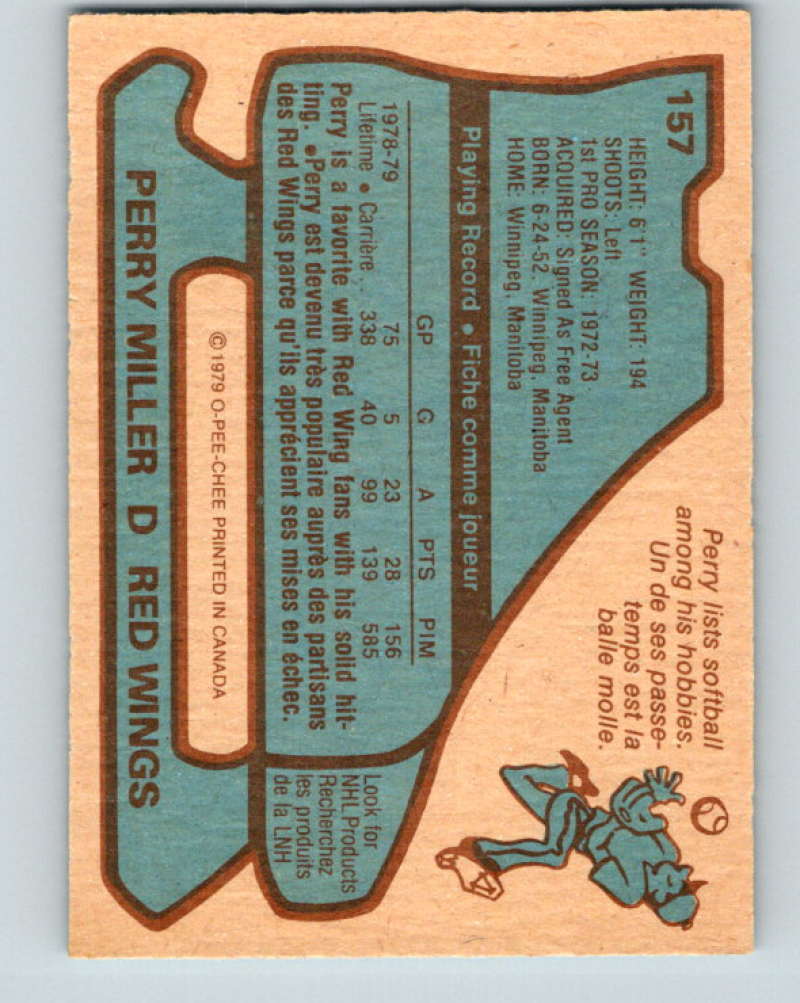 157
HEIGHT: 6'1" WEIGHT: 194
SHOOTS: Left
1st PRO SEASON: 1972-73
ACQUIRED: Signed As Free Agent
BORN: 6-24-52, Winnipeg, Manitoba
HOME: Winnipeg, Manitoba
Perry lists softball
among his hobbies.
Un de ses passe-
temps est la
balle molle.
Playing Record • Fiche comme joueur
GP G A PTS PIM
1978-79 75 5 23 28 156
Lifetime • Carrière... 338 40 99 139 585
Perry is a favorite with Red Wing fans with his solid hit-
ting. •Perry est devenu très populaire auprès des partisans
des Red Wings parce qu'ils apprécient ses mises en échec.
Look for
NHL Products
Recherchez
les produits
de la LNH
©1979 O-PEE-CHEE PRINTED IN CANADA
PERRY MILLER D RED WINGS